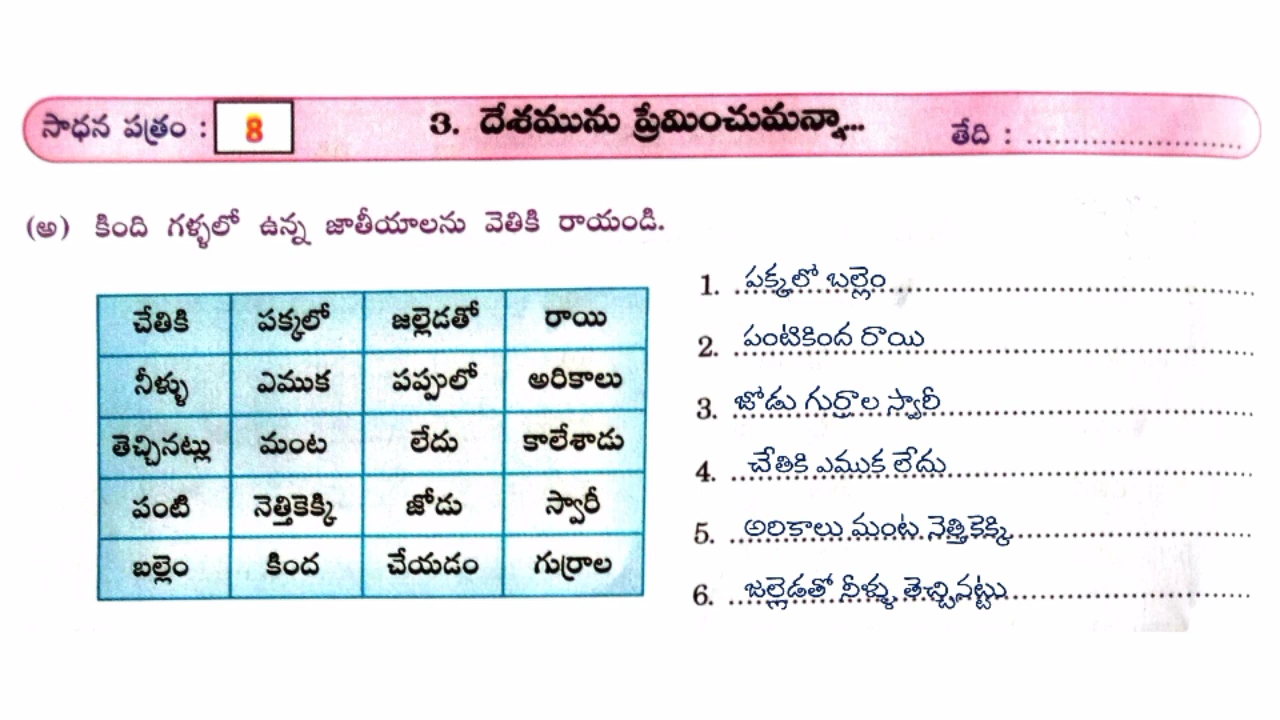 సాధన పత్రం : 8 3. దేశమును ప్రేమించుమన్నా... తేది : ........................
(అ) కింది గళ్ళలో ఉన్న జాతీయాలను వెతికి రాయండి.
చేతికి పక్కలో జల్లెడతో రాయి
నీళ్ళు ఎముక పప్పులో అరికాలు
తెచ్చినట్లు మంట లేదు కాలేశాడు
పంటి నెత్తికెక్కి జోడు స్వారీ
బల్లెం కింద చేయడం గుర్రాల
1. పక్కలో బల్లెం
2. పంటికింద రాయి
3. జోడు గుర్రాల స్వారీ
4. చేతికి ఎముక లేదు
5. అరికాలు మంట నెత్తికెక్కి
6. జల్లెడతో నీళ్ళు తెచ్చినట్టు